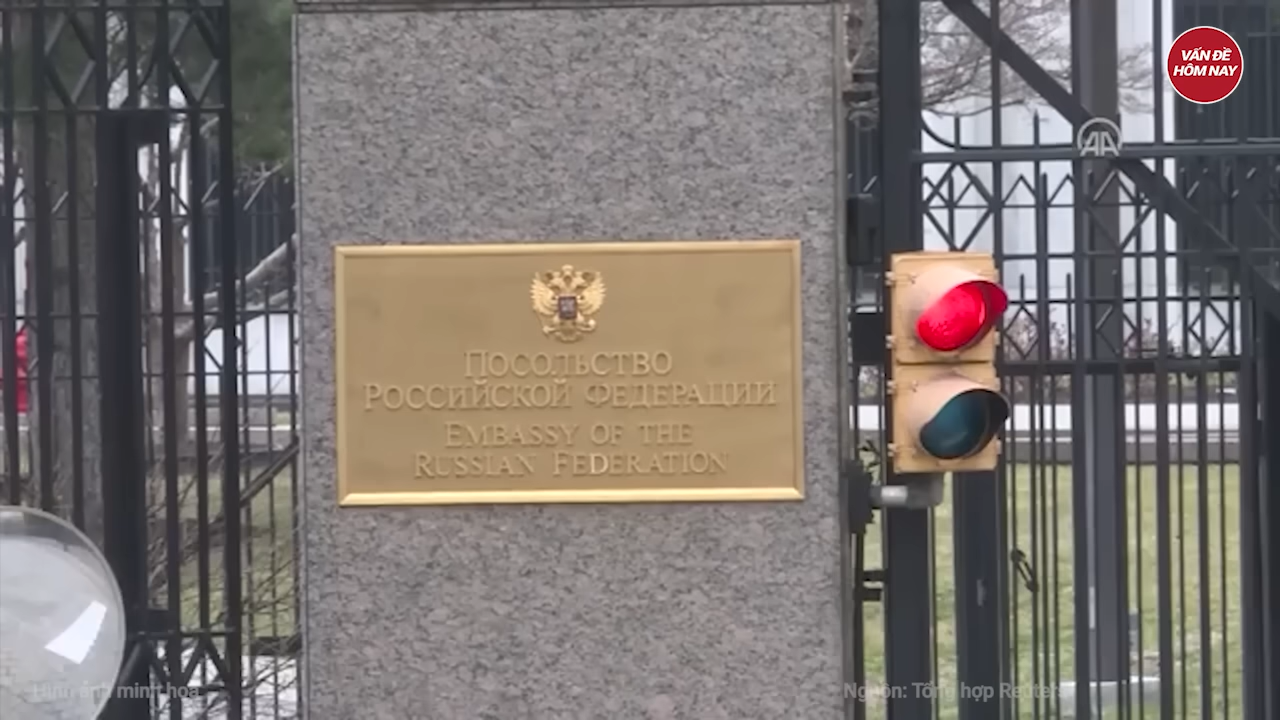 VẤN ĐỀ
HÔM NAY
AA
Посольство
Российской Федерации
Embassy of the
Russian Federation
Hình ảnh minh họa
Nguồn: Tổng hợp Reuters